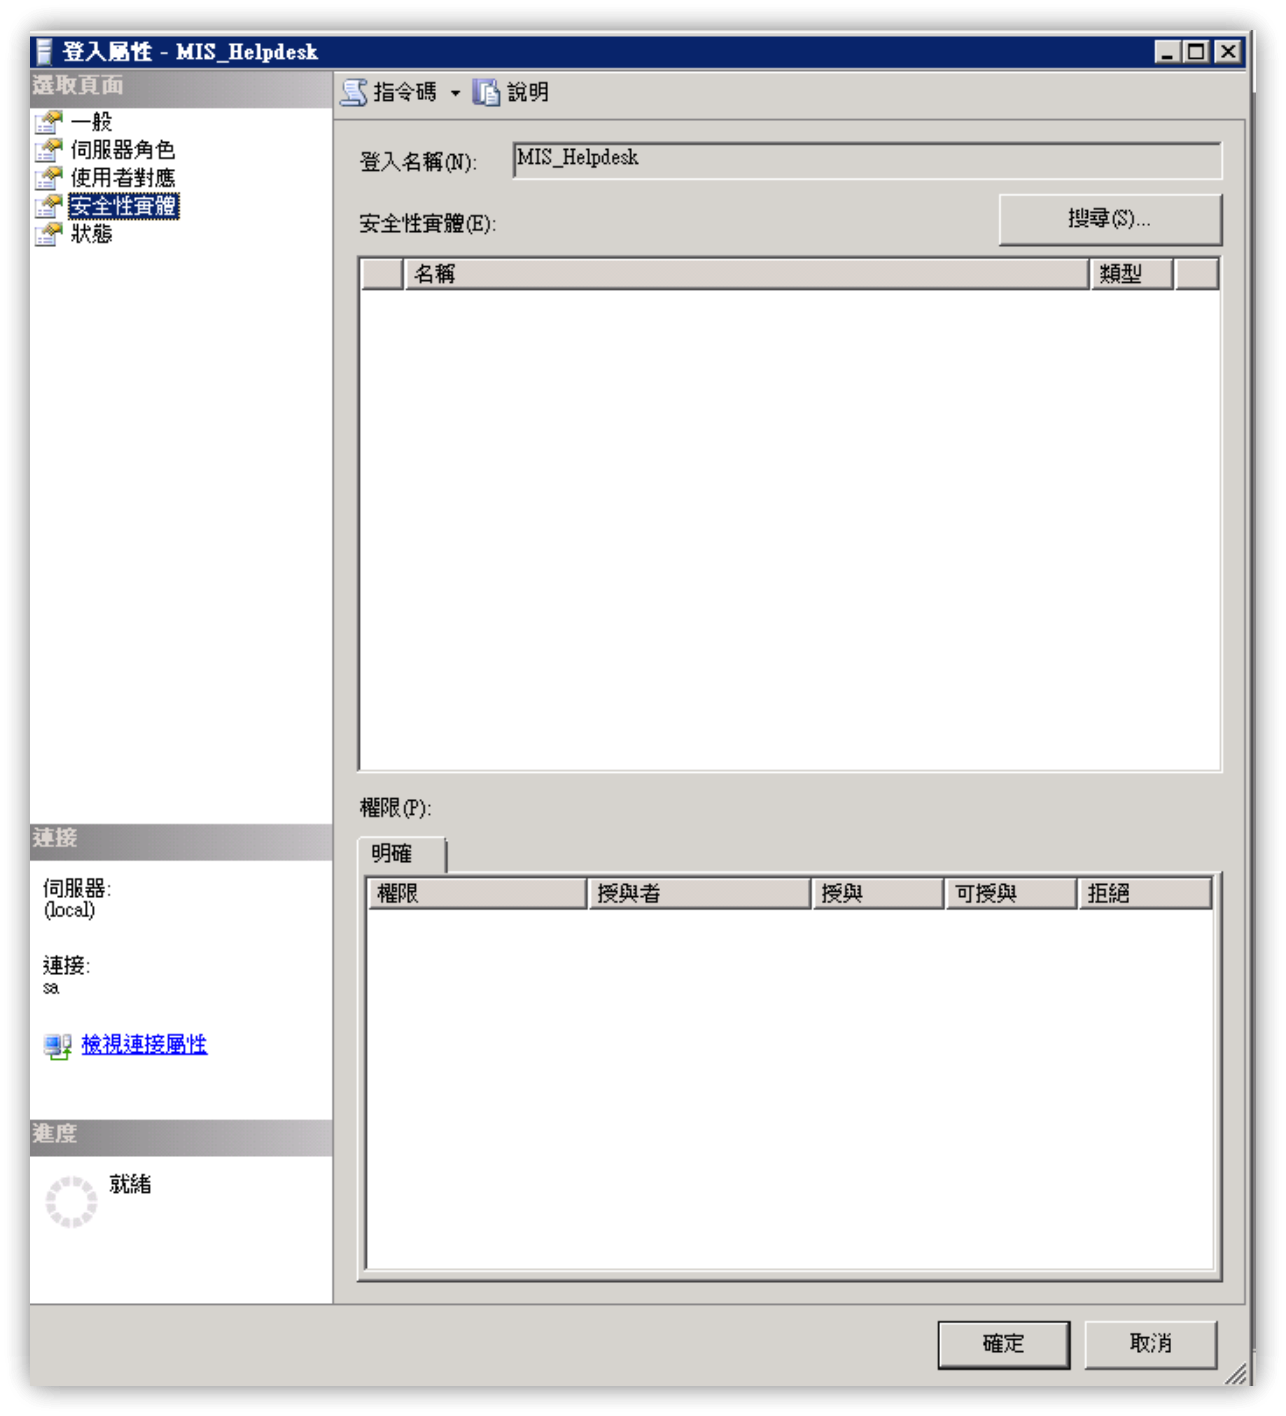 登入屬性 - MIS_Helpdesk
選取頁面
一般
伺服器角色
使用者對應
安全性實體
狀態
指令碼
說明
登入名稱(N):
MIS_Helpdesk
安全性實體(E):
搜尋(S)...
名稱
類型
權限(P):
明確
權限
授與者
授與
可授與
拒絕
連接
伺服器:
(local)
連接:
sa
檢視連接屬性
進度
就緒
確定
取消